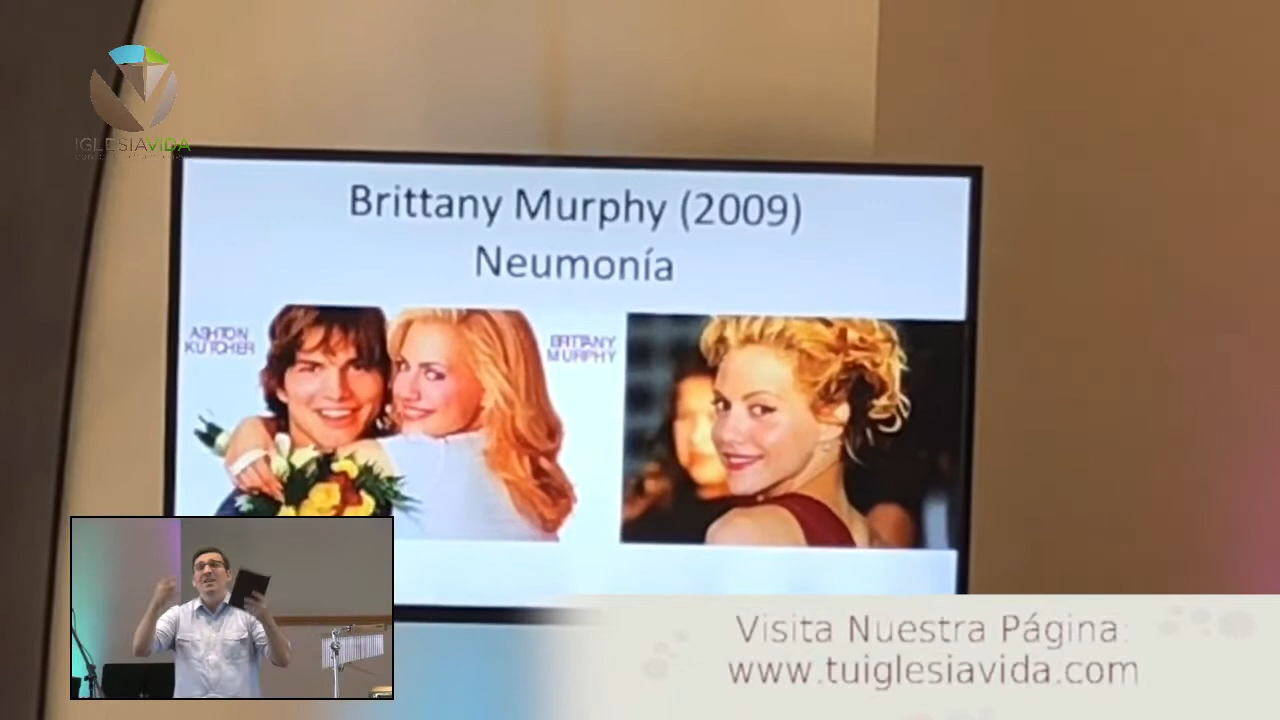 IGLESIAVIDA
Brittany Murphy (2009)
Neumonía
ASHTON
KUTCHER
BRITTANY
MURPHY
Visita Nuestra Página:
www.tuiglesiavida.com